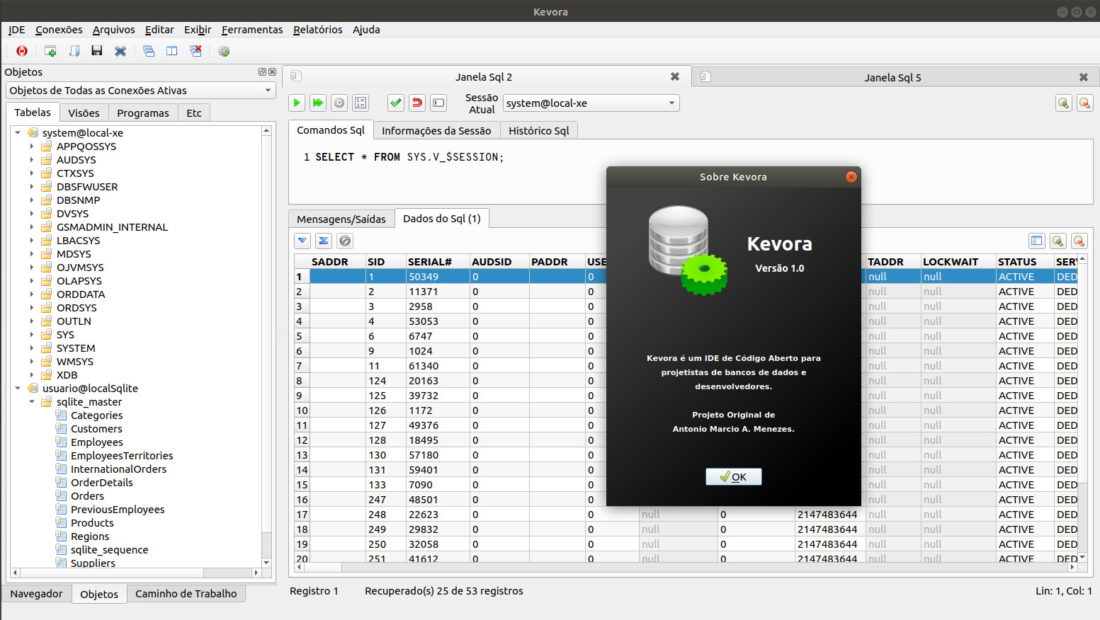 Kevora
IDE Conexões Arquivos Editar Exibir Ferramentas Relatórios Ajuda
Objetos
Objetos de Todas as Conexões Ativas
Tabelas Visões Programas Etc
system@local-xe
APPQOSSYS
AUDSYS
CTXSYS
DBSFWUSER
DBSNMP
DVSYS
GSMADMIN_INTERNAL
LBACSYS
MDSYS
OJVMSYS
OLAPSYS
ORDDATA
ORDSYS
OUTLN
SYS
SYSTEM
WMSYS
XDB
usuario@localSqlite
sqlite_master
Categories
Customers
Employees
EmployeesTerritories
InternationalOrders
OrderDetails
Orders
PreviousEmployees
Products
Regions
sqlite_sequence
Suppliers
Navegador Objetos Caminho de Trabalho
Janela Sql 2 Janela Sql 5
Sessão Atual system@local-xe
Comandos Sql Informações da Sessão Histórico Sql
1 SELECT * FROM SYS.V_$SESSION;
Mensagens/Saídas Dados do Sql (1)
SADDR SID SERIAL# AUDSID PADDR USE TADDR LOCKWAIT STATUS SERV
1 1 50349 0 0 null null ACTIVE DED
2 2 11371 0 0 null null ACTIVE DED
3 3 2958 0 0 null null ACTIVE DED
4 4 53053 0 0 null null ACTIVE DED
5 6 6747 0 0 null null ACTIVE DED
6 9 1024 0 0 null null ACTIVE DED
7 11 61340 0 0 null null ACTIVE DED
8 124 20163 0 0 null null ACTIVE DED
9 125 39732 0 0 null null ACTIVE DED
10 126 1172 0 0 null null ACTIVE DED
11 127 49376 0 0 null null ACTIVE DED
12 128 18495 0 0 null null ACTIVE DED
13 130 57180 0 0 null null ACTIVE DED
14 131 59401 0 0 null null ACTIVE DED
15 133 7090 0 0 null null ACTIVE DED
16 247 48501 0 0 null null ACTIVE DED
17 248 22623 0 0 null 0 2147483644 null null ACTIVE DED
18 249 29832 0 0 null 0 2147483644 null null ACTIVE DED
19 250 32058 0 0 null 0 2147483644 null null ACTIVE DED
20 251 41612 0 0 null 0 2147483644 null null ACTIVE DED
Registro 1 Recuperado(s) 25 de 53 registros Lin: 1, Col: 1
Sobre Kevora
Kevora
Versão 1.0
Kevora é um IDE de Código Aberto para
projetistas de bancos de dados e
desenvolvedores.
Projeto Original de
Antonio Marcio A. Menezes.
OK